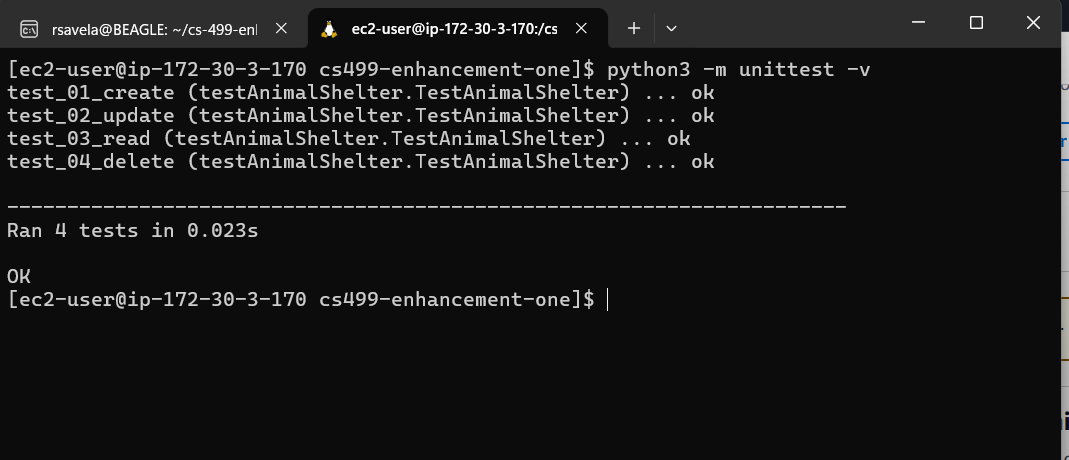 rsavela@BEAGLE: ~/cs-499-enl
ec2-user@ip-172-30-3-170:/cs
[ec2-user@ip-172-30-3-170 cs499-enhancement-one]$ python3 -m unittest -v
test_01_create (testAnimalShelter.TestAnimalShelter) ... ok
test_02_update (testAnimalShelter.TestAnimalShelter) ... ok
test_03_read (testAnimalShelter.TestAnimalShelter) ... ok
test_04_delete (testAnimalShelter.TestAnimalShelter) ... ok
----------------------------------------------------------------------
Ran 4 tests in 0.023s
OK
[ec2-user@ip-172-30-3-170 cs499-enhancement-one]$